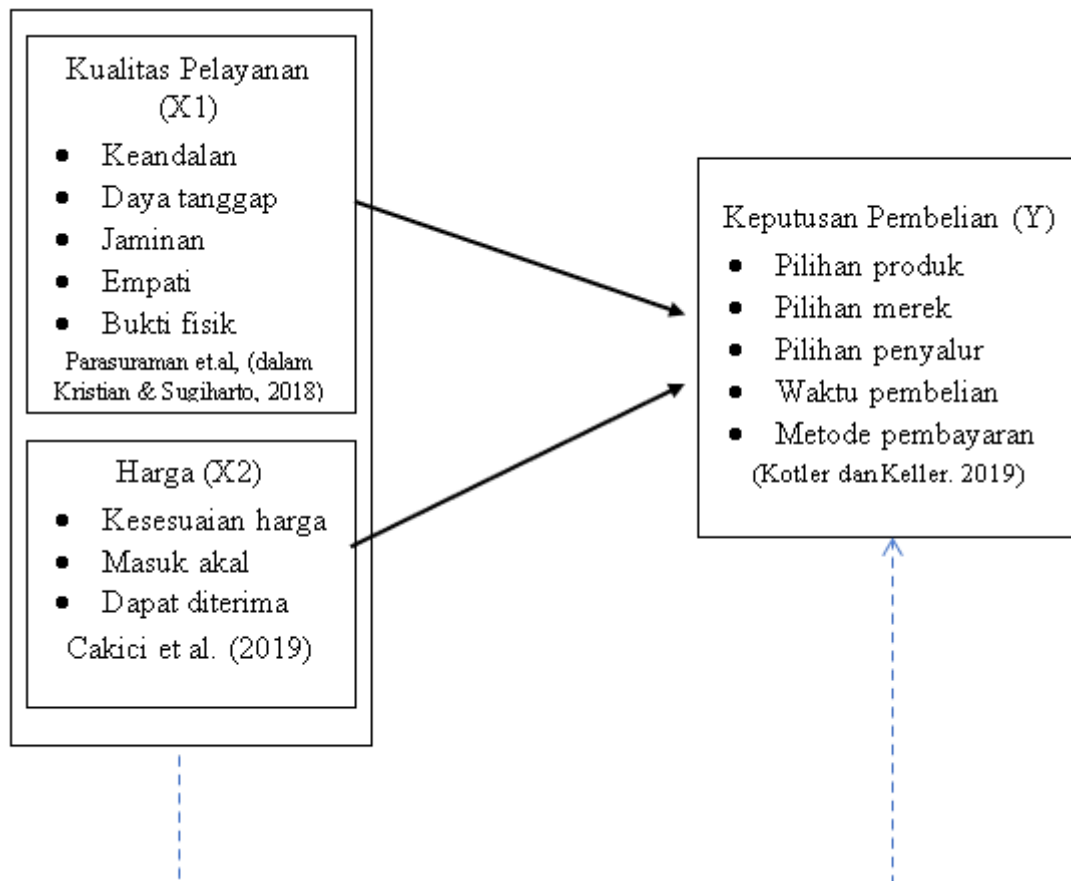 Kualitas Pelayanan
(X1)
● Keandalan
● Daya tanggap
● Jaminan
● Empati
● Bukti fisik
Parasuraman et.al, (dalam
Kristian & Sugiharto, 2018)
Harga (X2)
● Kesesuaian harga
● Masuk akal
● Dapat diterima
Cakici et al. (2019)
Keputusan Pembelian (Y)
● Pilihan produk
● Pilihan merek
● Pilihan penyalur
● Waktu pembelian
● Metode pembayaran
(Kotler dan Keller. 2019)